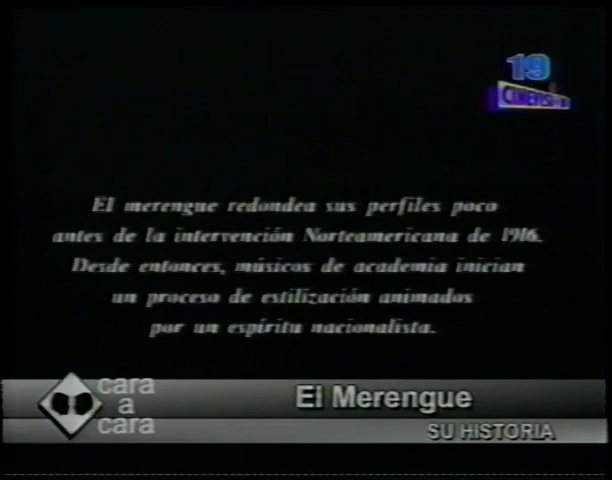 19
CINEVISION
El merengue redondea sus perfiles poco
antes de la intervención Norteamericana de 1916.
Desde entonces, músicos de academia inician
un proceso de estilización animados
por un espíritu nacionalista.
cara
a
cara
El Merengue
SU HISTORIA